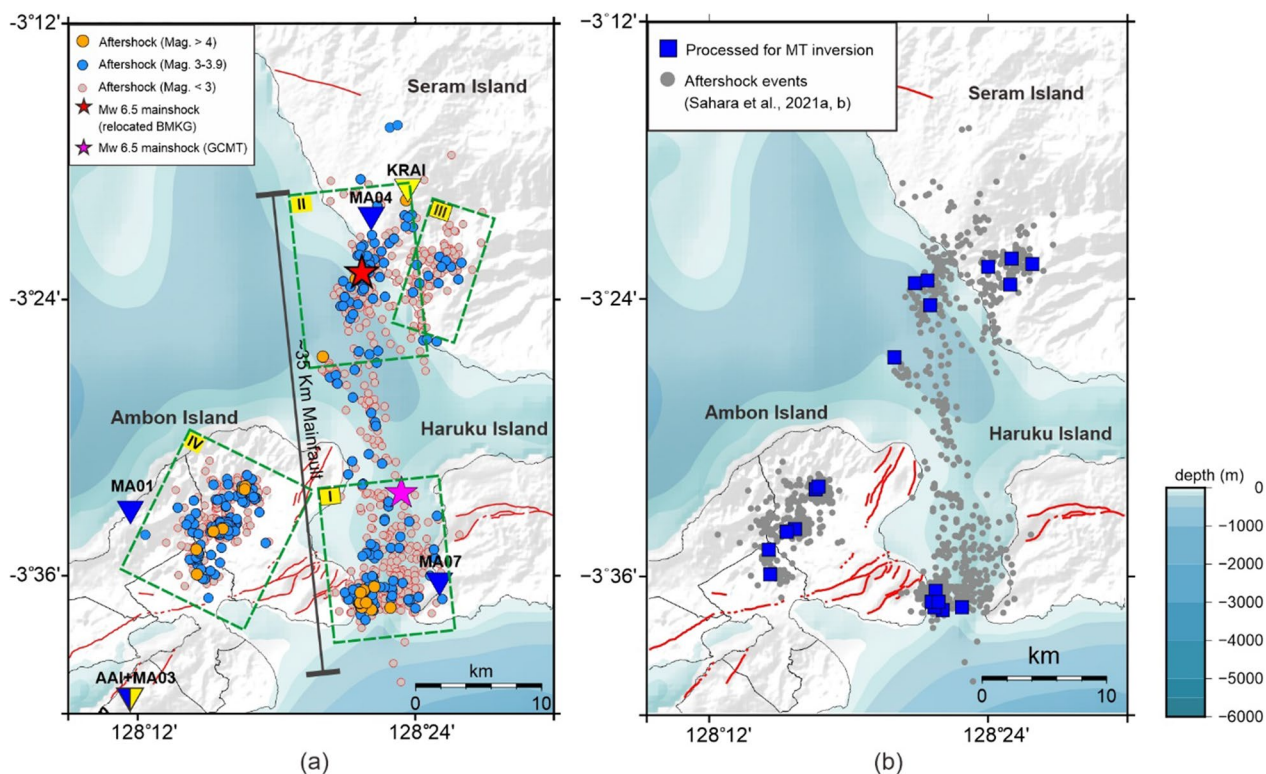 -3°12'
Aftershock (Mag. > 4)
Aftershock (Mag. 3-3.9)
Aftershock (Mag. < 3)
Mw 6.5 mainshock
(relocated BMKG)
Mw 6.5 mainshock (GCMT)
Seram Island
KRAI
MA04
II
III
-3°24'
~35 Km Mainfault
Ambon Island
Haruku Island
IV
MA01
I
MA07
-3°36'
AAI+MA03
km
0
10
128°12'
128°24'
(a)
-3°12'
Processed for MT inversion
Aftershock events
(Sahara et al., 2021a, b)
Seram Island
-3°24'
Ambon Island
Haruku Island
-3°36'
km
0
10
128°12'
128°24'
(b)
depth (m)
0
-1000
-2000
-3000
-4000
-5000
-6000